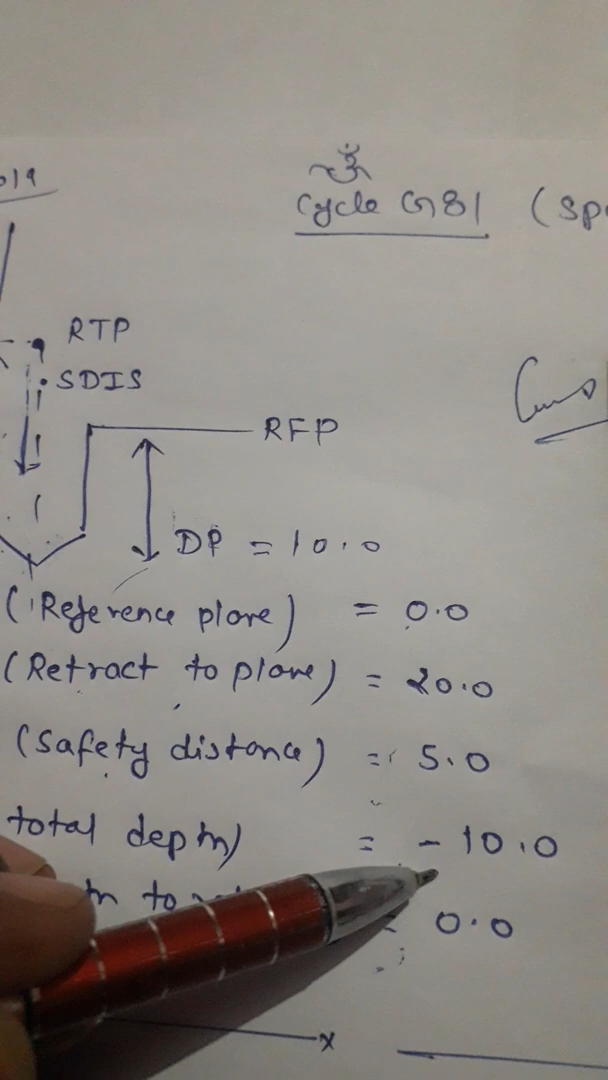 ૐ
Cycle G81 (Sp
RTP
SDIS
RFP
DP = 10.0
(Reference plane) = 0.0
(Retract to plane) = 20.0
(Safety distance) = 5.0
total depth) = -10.0
to = 0.0
x